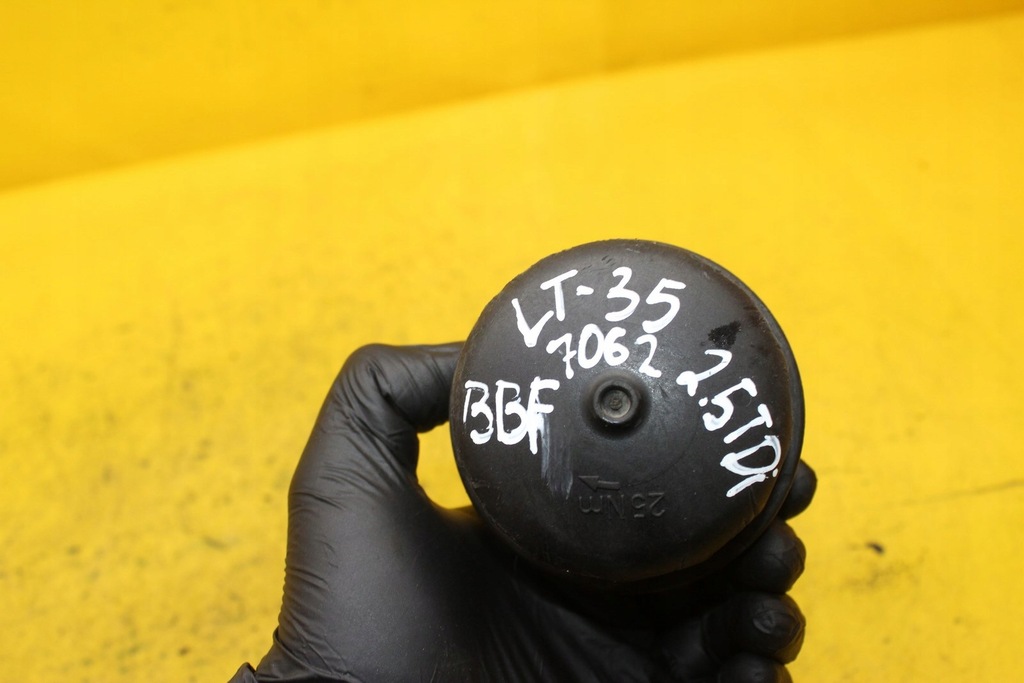 LT-35
7062
BBF
2.5TDi
25Nm